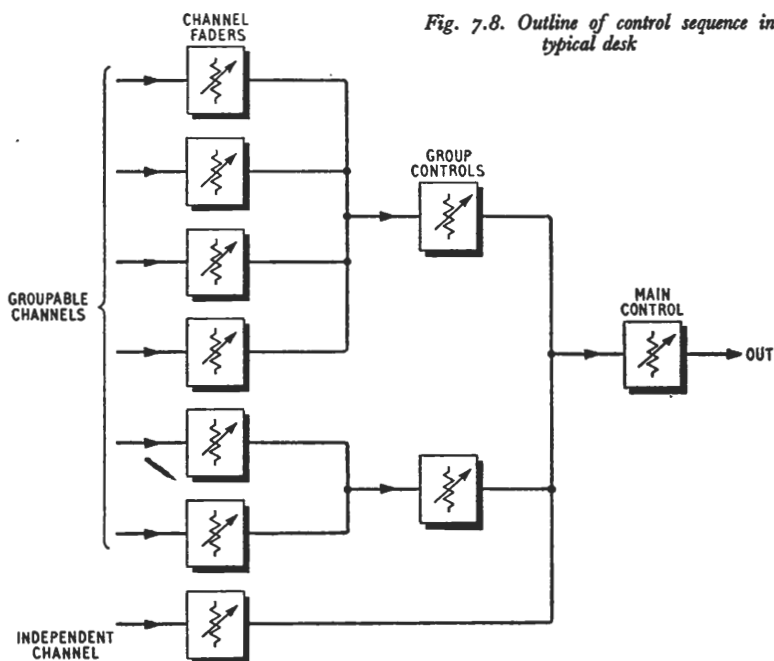 CHANNEL
FADERS
Fig. 7.8. Outline of control sequence in
typical desk
GROUP
CONTROLS
GROUPABLE
CHANNELS
MAIN
CONTROL
OUT
INDEPENDENT
CHANNEL